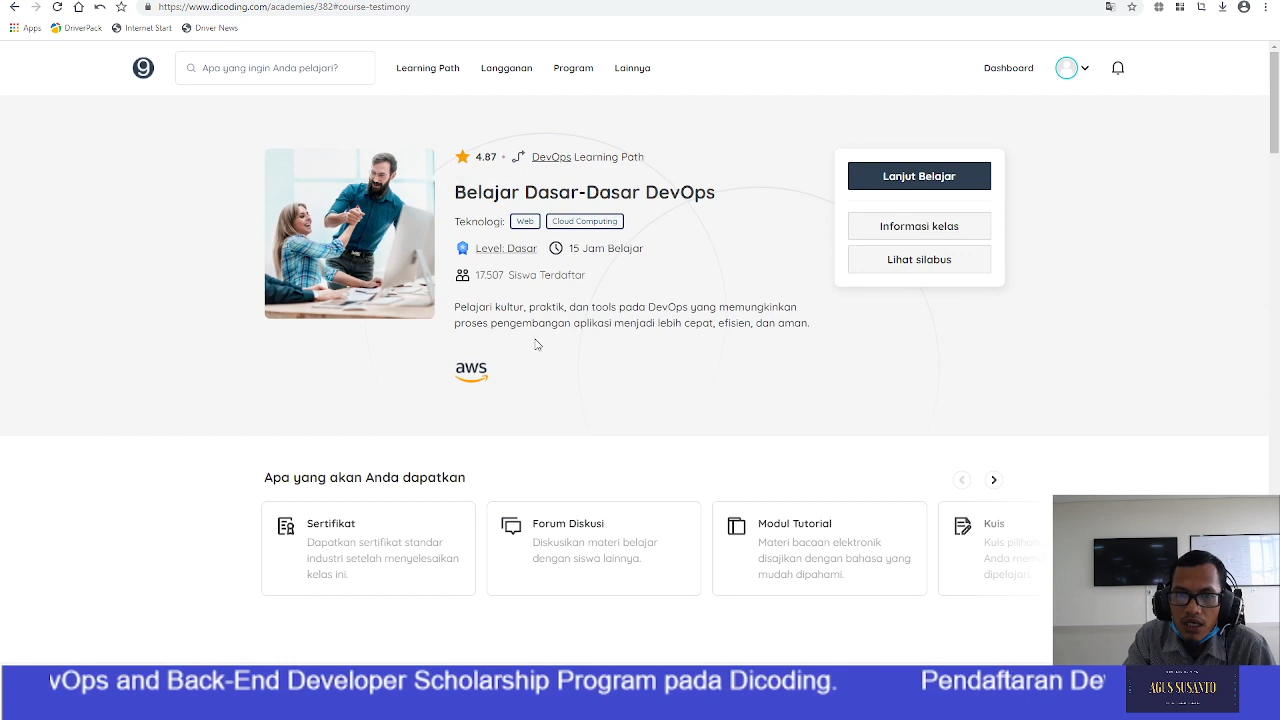 https://www.dicoding.com/academies/382#course-testimony
Apps DriverPack Internet Start Driver News
Apa yang ingin Anda pelajari? Learning Path Langganan Program Lainnya Dashboard
4.87 • DevOps Learning Path
Belajar Dasar-Dasar DevOps
Teknologi: Web Cloud Computing
Level: Dasar 15 Jam Belajar
17.507 Siswa Terdaftar
Pelajari kultur, praktik, dan tools pada DevOps yang memungkinkan
proses pengembangan aplikasi menjadi lebih cepat, efisien, dan aman.
aws
Lanjut Belajar
Informasi kelas
Lihat silabus
Apa yang akan Anda dapatkan
Sertifikat
Dapatkan sertifikat standar
industri setelah menyelesaikan
kelas ini.
Forum Diskusi
Diskusikan materi belajar
dengan siswa lainnya.
Modul Tutorial
Materi bacaan elektronik
disajikan dengan bahasa yang
mudah dipahami.
Kuis
Kuis
Anda
dipelajari.
vOps and Back-End Developer Scholarship Program pada Dicoding. Pendaftaran De
AGUS SUSANTO